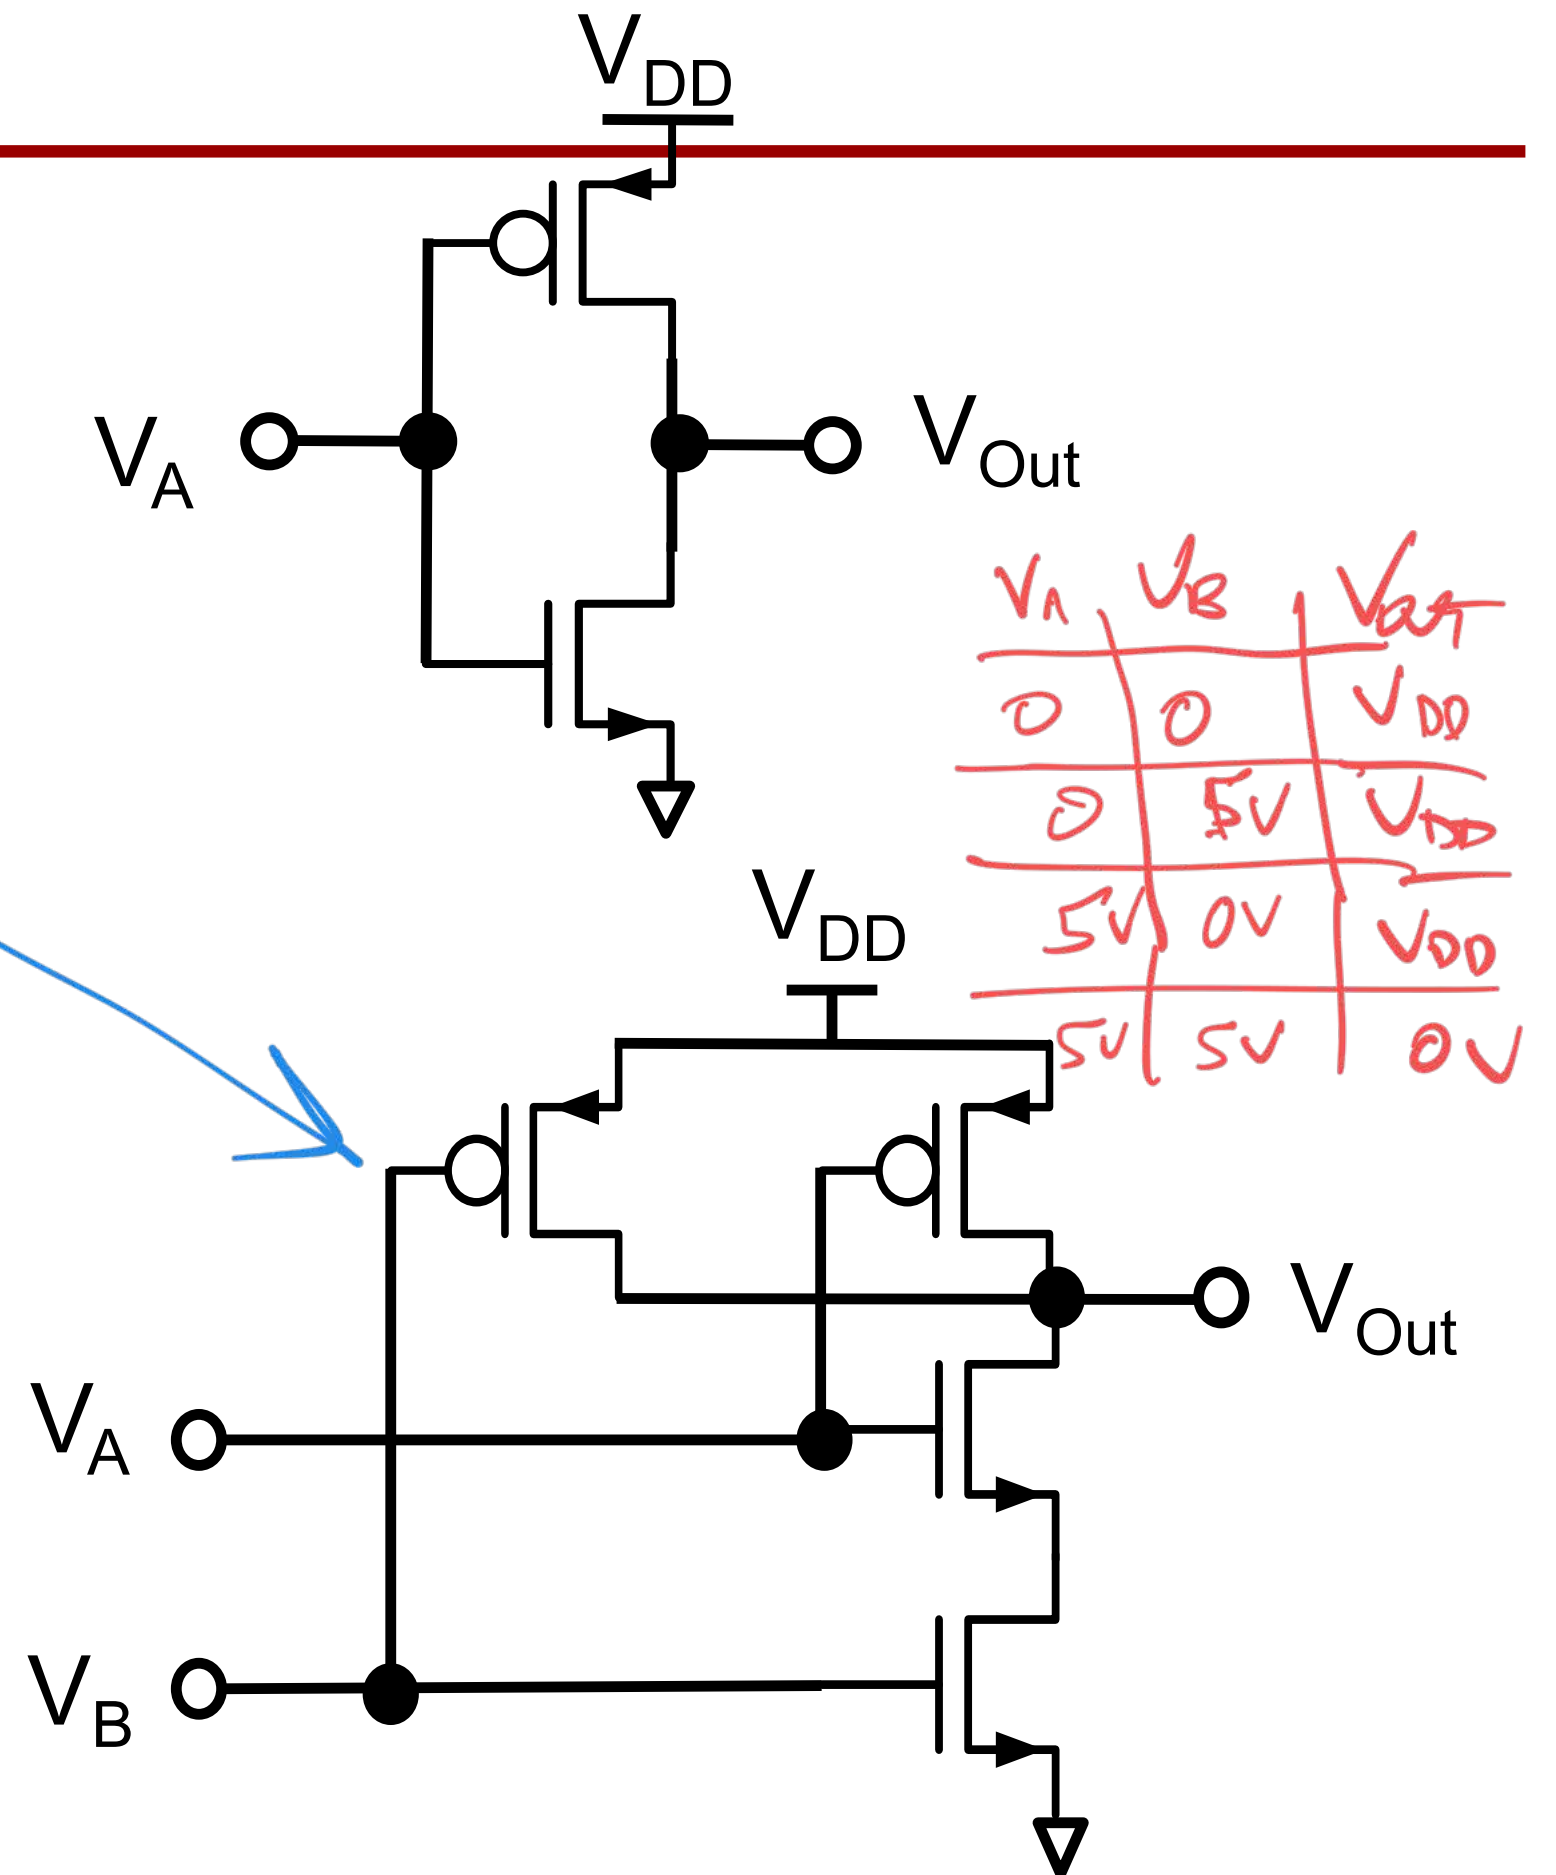 VDD
VA
VOut
VA VB VOUT
0 0 VDD
0 5V VDD
5V 0V VDD
5V 5V 0V
VDD
VOut
VA
VB